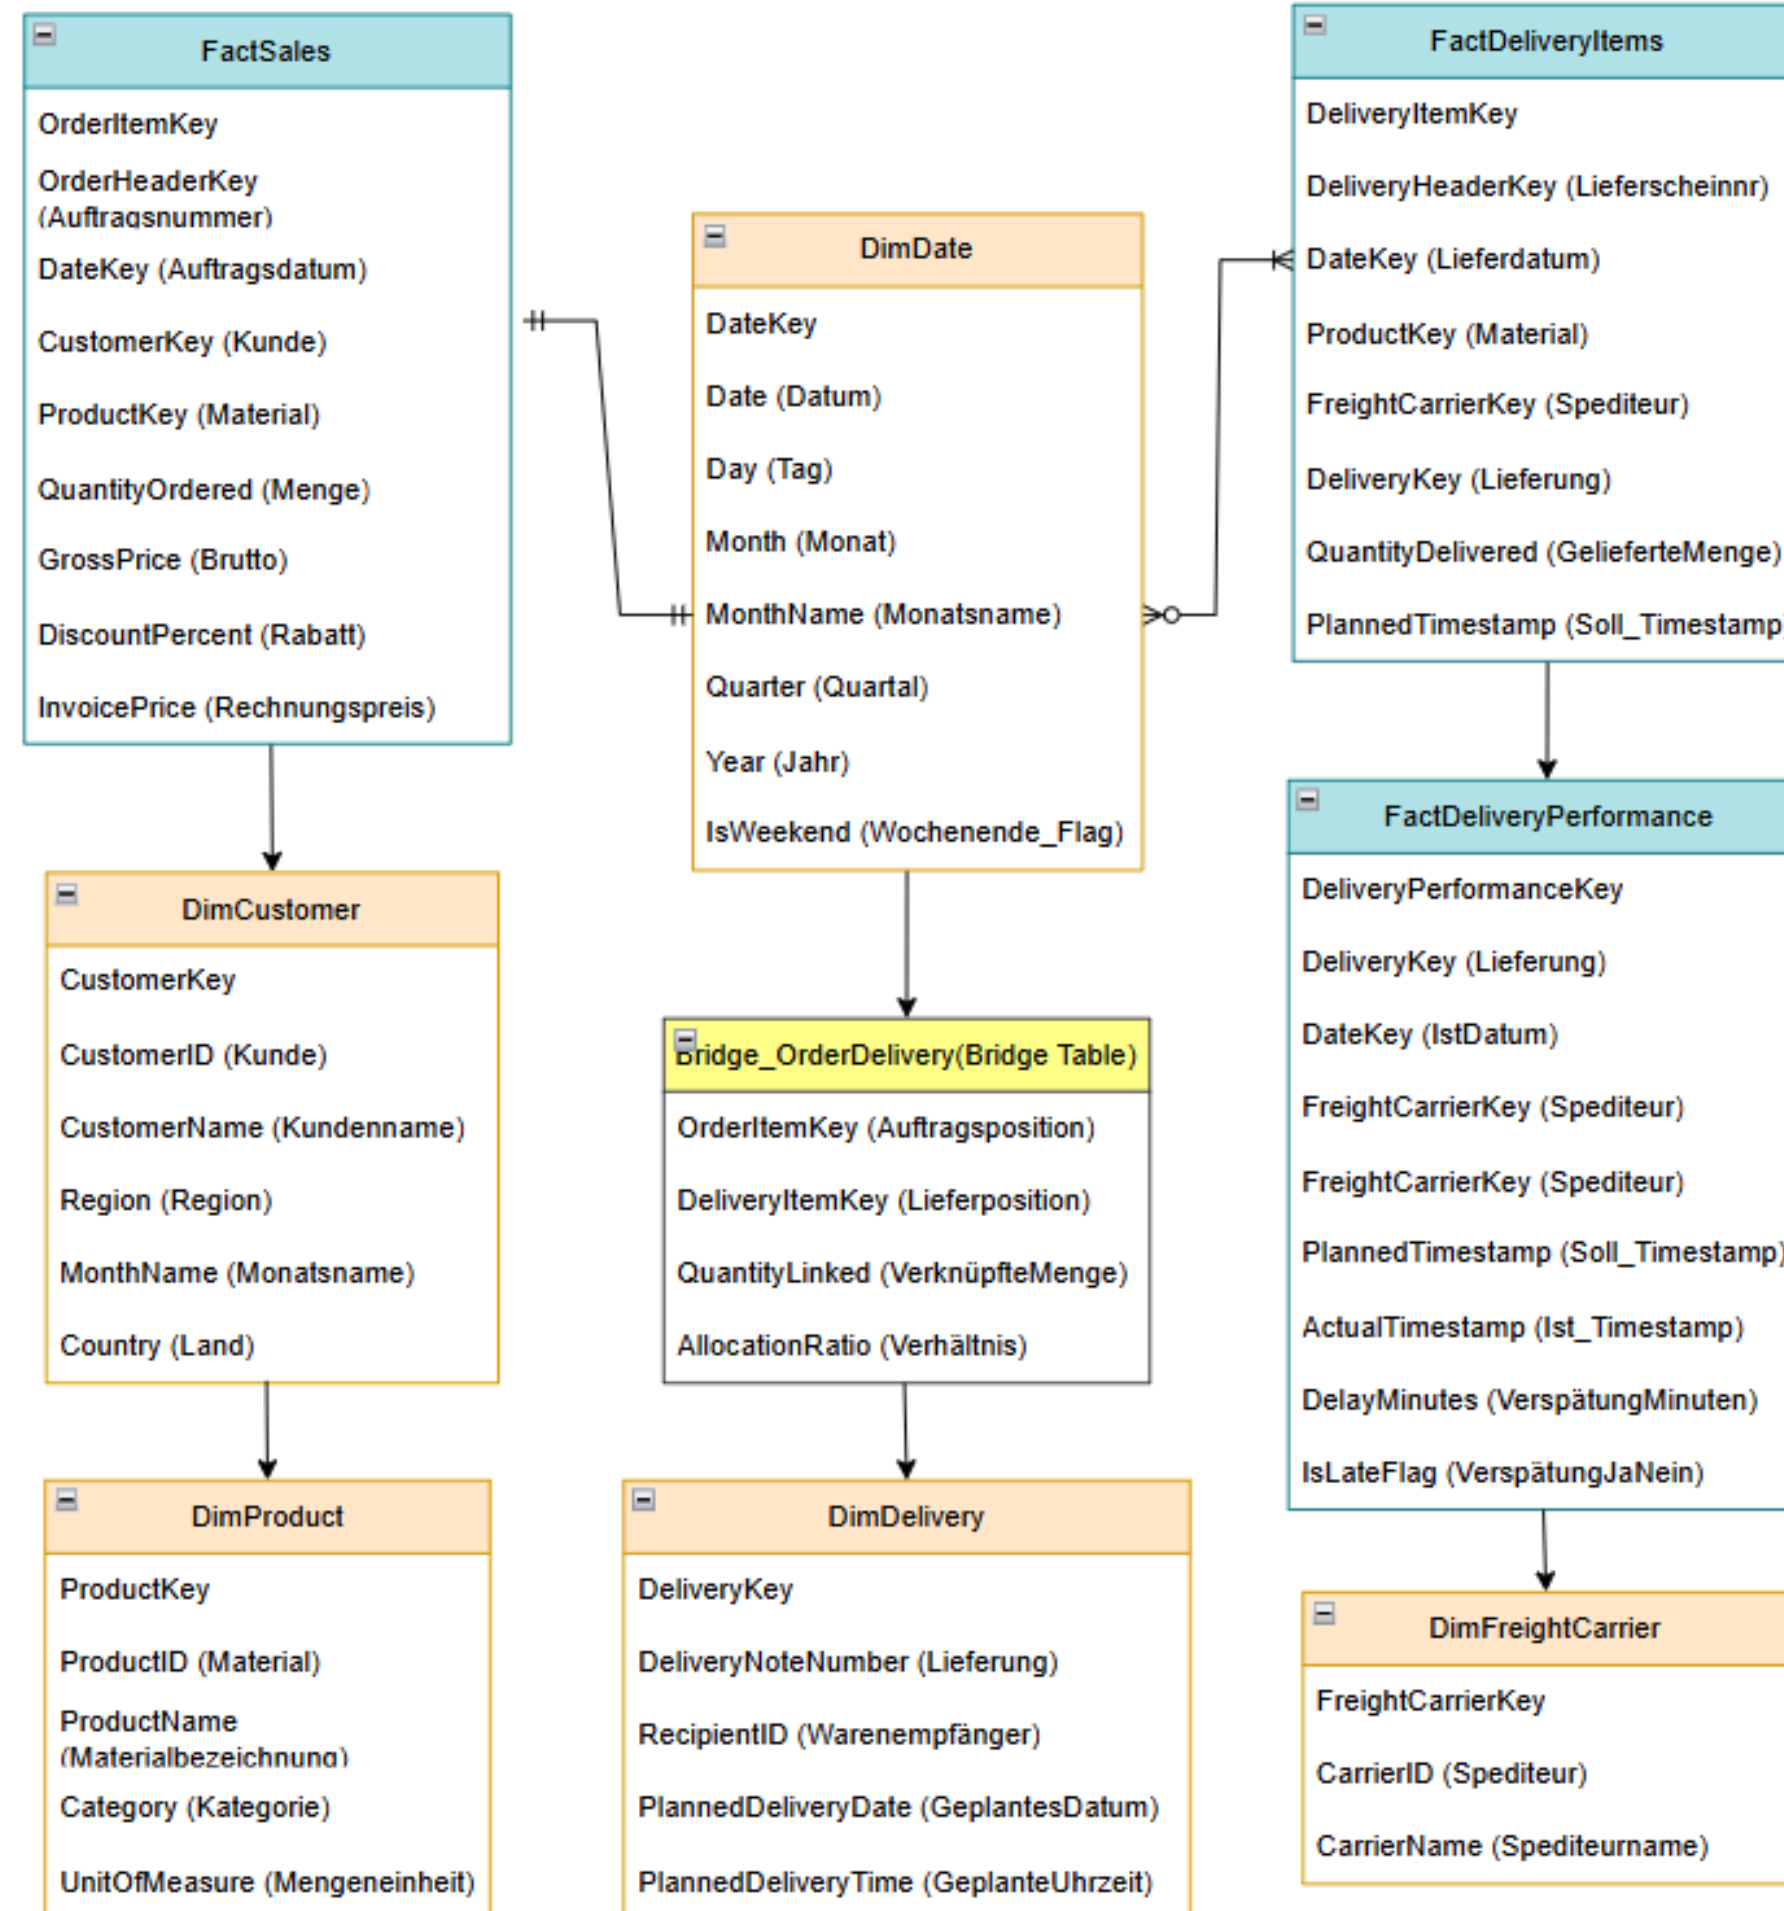 FactSales
OrderItemKey
OrderHeaderKey
(Auftragsnummer)
DateKey (Auftragsdatum)
CustomerKey (Kunde)
ProductKey (Material)
QuantityOrdered (Menge)
GrossPrice (Brutto)
DiscountPercent (Rabatt)
InvoicePrice (Rechnungspreis)
DimCustomer
CustomerKey
CustomerID (Kunde)
CustomerName (Kundenname)
Region (Region)
MonthName (Monatsname)
Country (Land)
DimProduct
ProductKey
ProductID (Material)
ProductName
(Materialbezeichnung)
Category (Kategorie)
UnitOfMeasure (Mengeneinheit)
DimDate
DateKey
Date (Datum)
Day (Tag)
Month (Monat)
MonthName (Monatsname)
Quarter (Quartal)
Year (Jahr)
IsWeekend (Wochenende_Flag)
Bridge_OrderDelivery(Bridge Table)
OrderItemKey (Auftragsposition)
DeliveryItemKey (Lieferposition)
QuantityLinked (VerknüpfteMenge)
AllocationRatio (Verhältnis)
DimDelivery
DeliveryKey
DeliveryNoteNumber (Lieferung)
RecipientID (Warenempfänger)
PlannedDeliveryDate (GeplantesDatum)
PlannedDeliveryTime (GeplanteUhrzeit)
FactDeliveryItems
DeliveryItemKey
DeliveryHeaderKey (Lieferscheinnr)
DateKey (Lieferdatum)
ProductKey (Material)
FreightCarrierKey (Spediteur)
DeliveryKey (Lieferung)
QuantityDelivered (GelieferteMenge)
PlannedTimestamp (Soll_Timestamp)
FactDeliveryPerformance
DeliveryPerformanceKey
DeliveryKey (Lieferung)
DateKey (IstDatum)
FreightCarrierKey (Spediteur)
FreightCarrierKey (Spediteur)
PlannedTimestamp (Soll_Timestamp)
ActualTimestamp (Ist_Timestamp)
DelayMinutes (VerspätungMinuten)
IsLateFlag (VerspätungJaNein)
DimFreightCarrier
FreightCarrierKey
CarrierID (Spediteur)
CarrierName (Spediteurname)